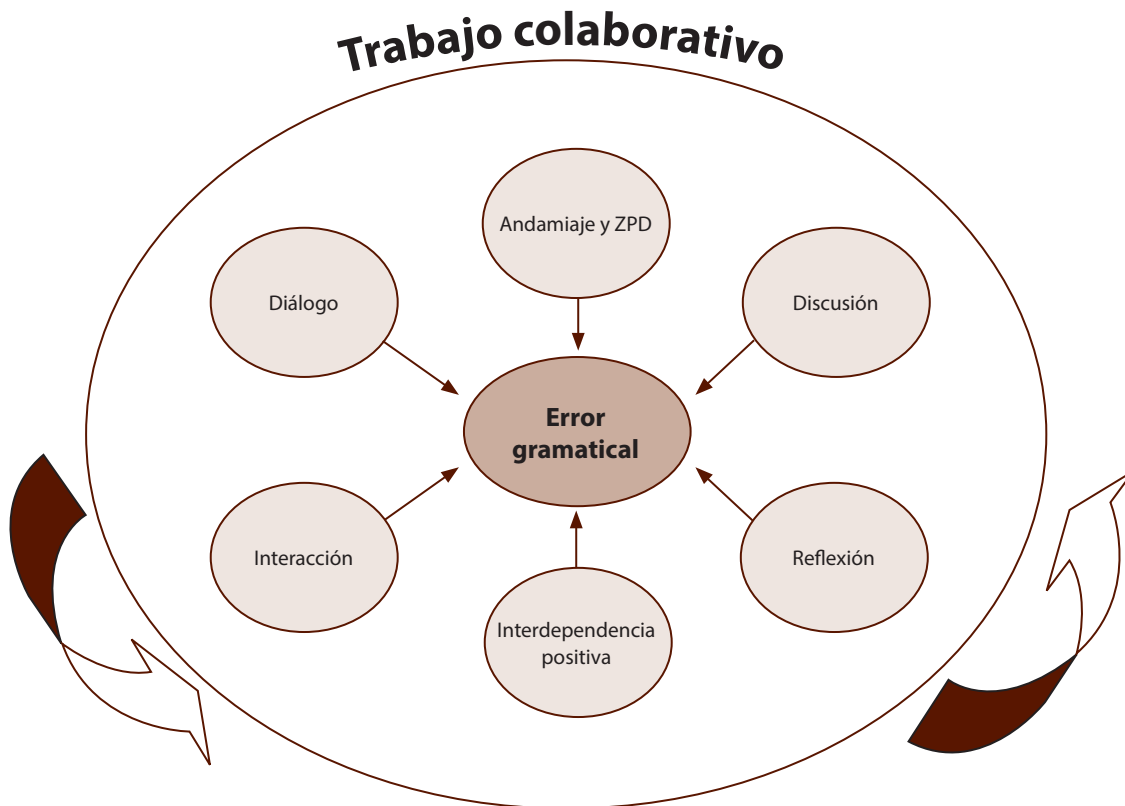 Trabajo colaborativo
Andamiaje y ZPD
Diálogo
Discusión
Error
gramatical
Interacción
Reflexión
Interdependencia
positiva